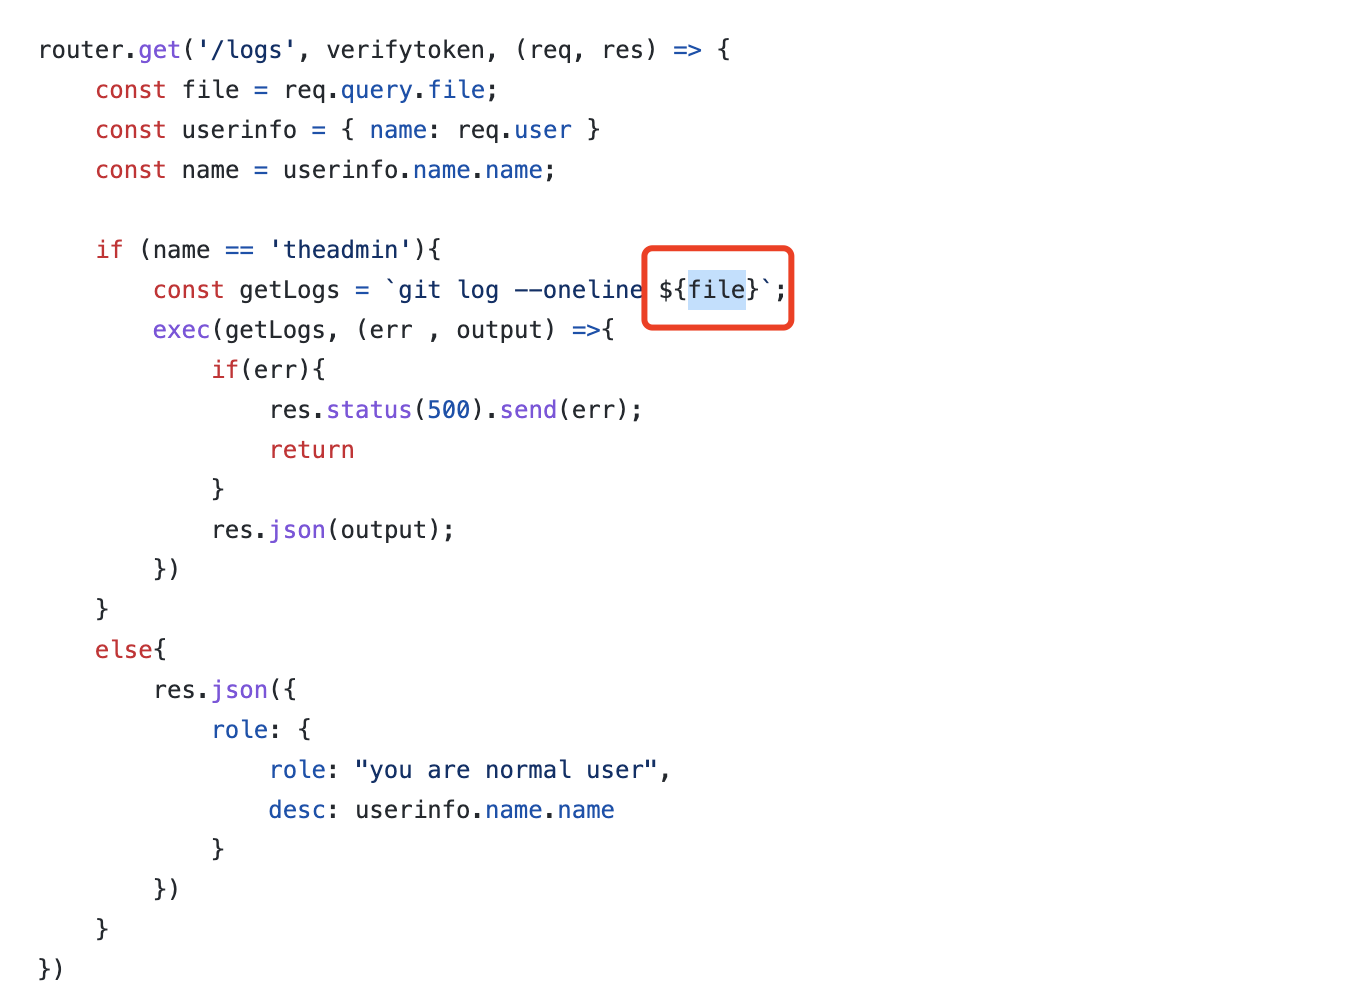 router.get('/logs', verifytoken, (req, res) => {
    const file = req.query.file;
    const userinfo = { name: req.user }
    const name = userinfo.name.name;

    if (name == 'theadmin'){
        const getLogs = `git log --oneline ${file}`;
        exec(getLogs, (err , output) =>{
            if(err){
                res.status(500).send(err);
                return
            }
            res.json(output);
        })
    }
    else{
        res.json({
            role: {
                role: "you are normal user",
                desc: userinfo.name.name
            }
        })
    }
})